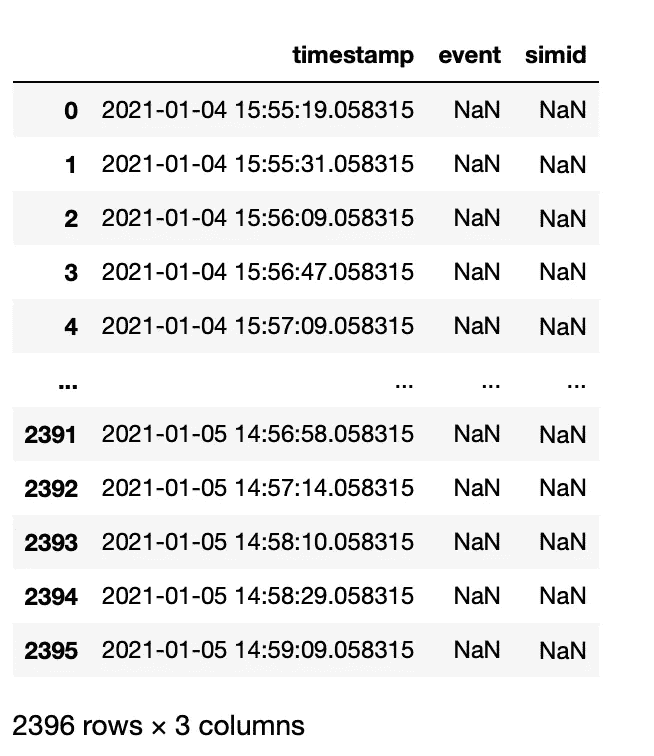 timestamp event simid
0 2021-01-04 15:55:19.058315 NaN NaN
1 2021-01-04 15:55:31.058315 NaN NaN
2 2021-01-04 15:56:09.058315 NaN NaN
3 2021-01-04 15:56:47.058315 NaN NaN
4 2021-01-04 15:57:09.058315 NaN NaN
... ... ... ...
2391 2021-01-05 14:56:58.058315 NaN NaN
2392 2021-01-05 14:57:14.058315 NaN NaN
2393 2021-01-05 14:58:10.058315 NaN NaN
2394 2021-01-05 14:58:29.058315 NaN NaN
2395 2021-01-05 14:59:09.058315 NaN NaN
2396 rows × 3 columns